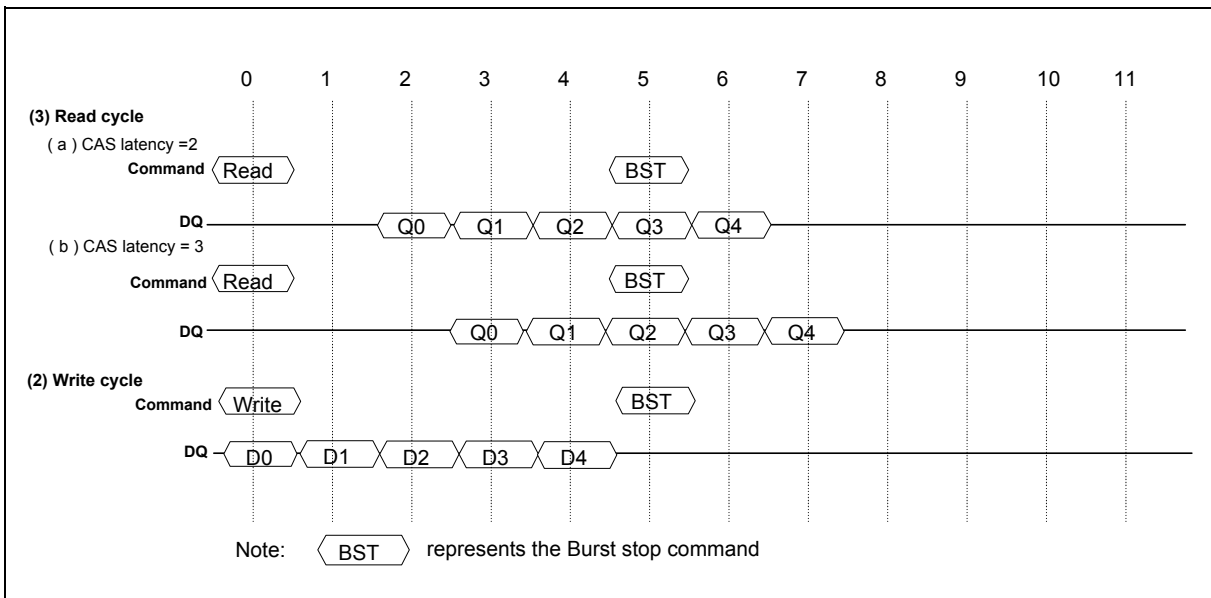 0 1 2 3 4 5 6 7 8 9 10 11
(3) Read cycle
( a ) CAS latency =2
Command Read BST
DQ Q0 Q1 Q2 Q3 Q4
( b ) CAS latency = 3
Command Read BST
DQ Q0 Q1 Q2 Q3 Q4
(2) Write cycle
Command Write BST
DQ D0 D1 D2 D3 D4
Note: BST represents the Burst stop command